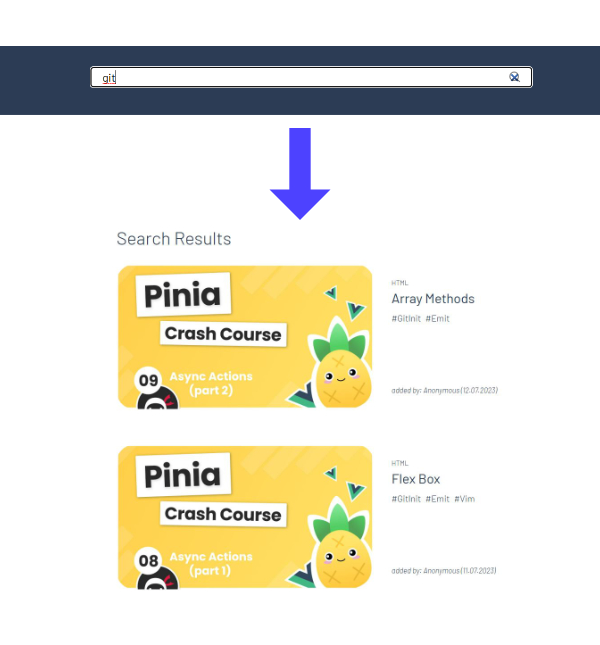 git
Search Results
Pinia
Crash Course
09
Async Actions
(part 2)
HTML
Array Methods
#GitInit #Emit
added by: Anonymous (12.07.2023)
Pinia
Crash Course
08
Async Actions
(part 1)
HTML
Flex Box
#GitInit #Emit #Vim
added by: Anonymous (11.07.2023)